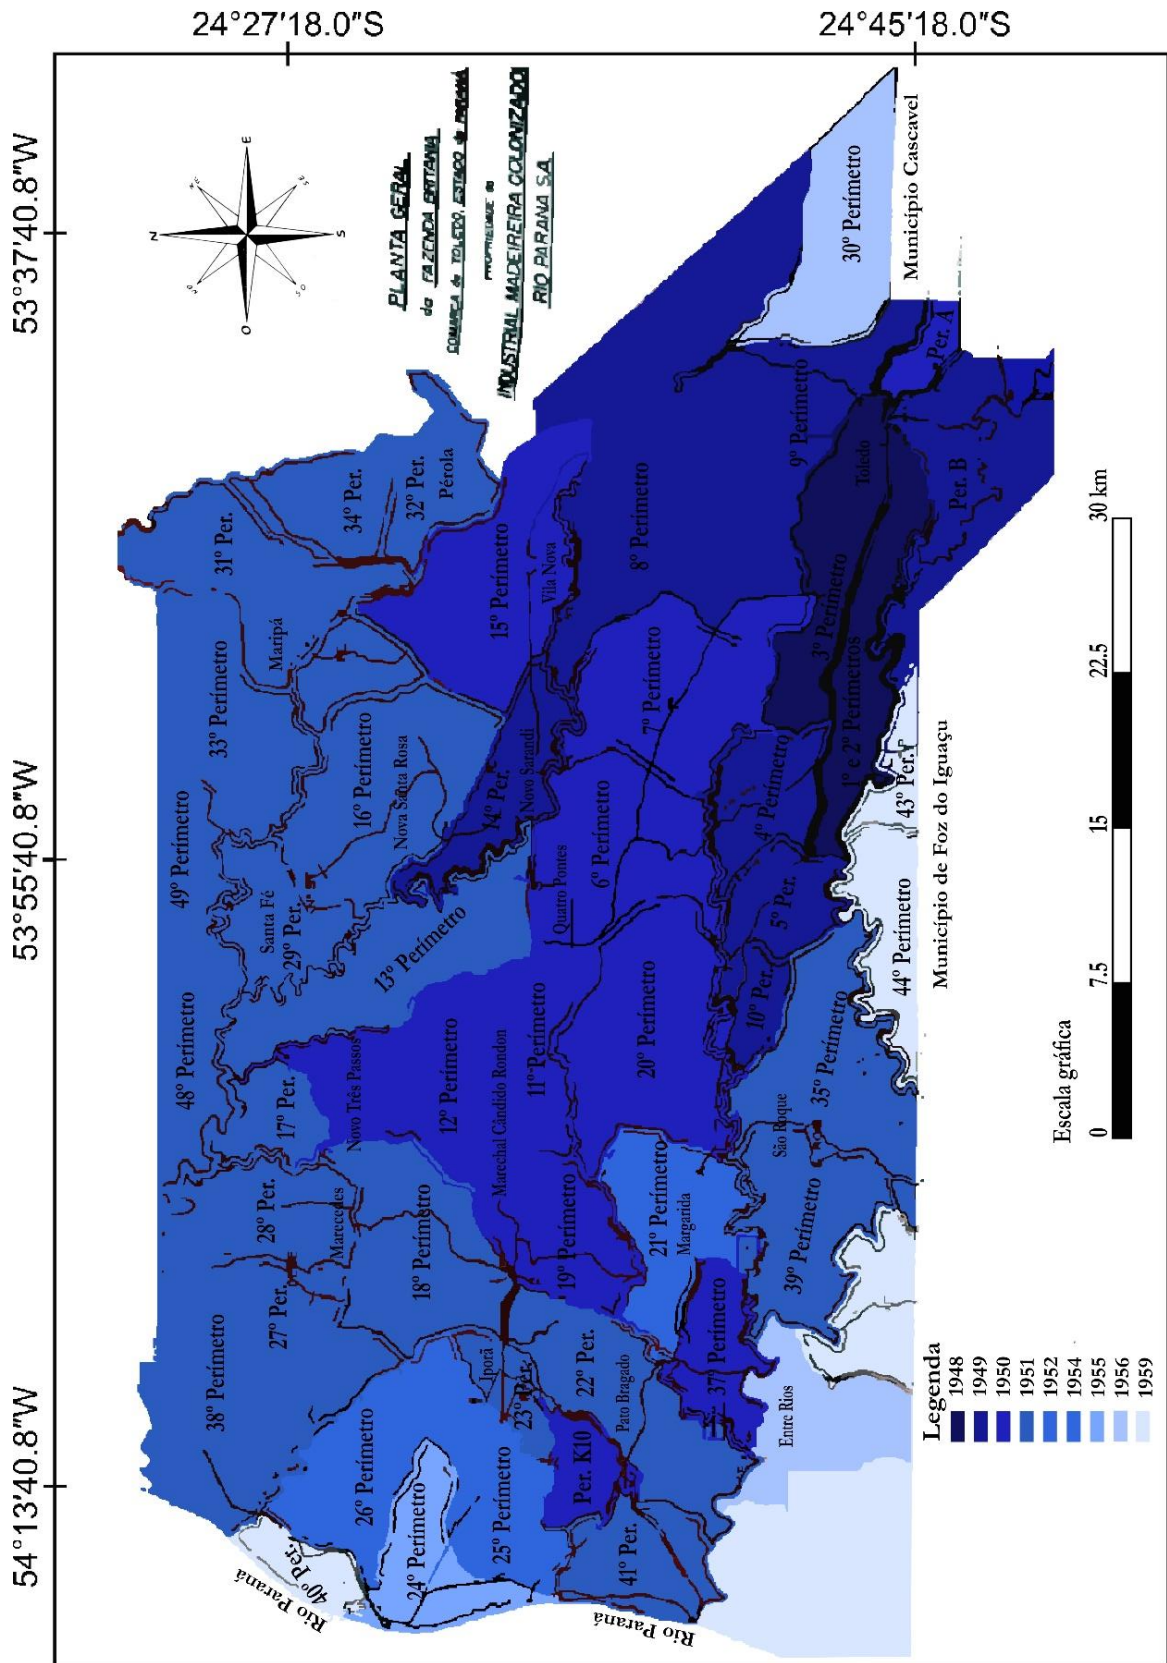 54°13'40.8"W
53°55'40.8"W
53°37'40.8"W
24°27'18.0"S
24°45'18.0"S
N
E
S
O
PLANTA GERAL
da FAZENDA BRITANIA
COMARCA de TOLEDO, ESTADO do PARANÁ
PROPRIEDADE da
INDUSTRIAL MADEIREIRA COLONIZADO
RIO PARANA S.A.
Rio Paraná
40º Per.
38º Perímetro
48º Perímetro
49º Perímetro
33º Perímetro
31º Per.
27º Per.
28º Per.
17º Per.
Santa Fé
29º Per.
Maripá
34º Per.
26º Perímetro
Marecedes
Novo Três Passos
16º Perímetro
Nova Santa Rosa
32º Per.
Pérola
24º Perímetro
18º Perímetro
12º Perímetro
13º Perímetro
25º Perímetro
Iporã
23º Per.
Marechal Cândido Rondon
14º Per.
15º Perímetro
11º Perímetro
Novo Sarandi
Vila Nova
Quatro Pontes
Per. K10
22º Per.
19º Perímetro
6º Perímetro
41º Per.
Pato Bragado
20º Perímetro
7º Perímetro
8º Perímetro
Rio Paraná
21º Perímetro
Margarida
37º Perímetro
10º Per.
5º Per.
4º Perímetro
9º Perímetro
30º Perímetro
Entre Rios
São Roque
39º Perímetro
35º Perímetro
3º Perímetro
1º e 2º Perímetros
Toledo
44º Perímetro
43º Per.
Per. A
Per. B
Município de Foz do Iguaçu
Município Cascavel
Legenda
1948
1949
1950
1951
1952
1954
1955
1956
1959
Escala gráfica
0
7.5
15
22.5
30 km